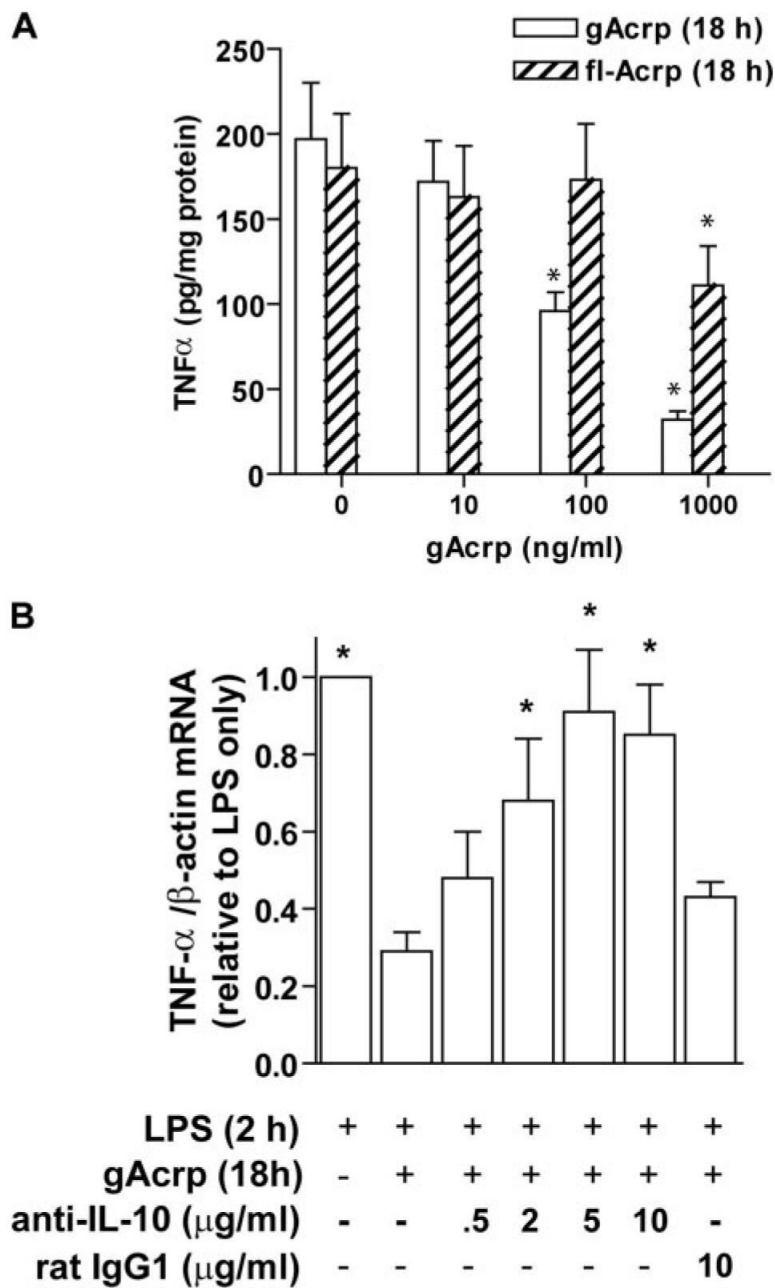 A
gAcrp (18 h)
fl-Acrp (18 h)
TNFα (pg/mg protein)
250
200
150
100
50
0
* * *
0 10 100 1000
gAcrp (ng/ml)
B
TNF-α /β-actin mRNA
(relative to LPS only)
1.0
0.8
0.6
0.4
0.2
0.0
* * * *
LPS (2 h) + + + + + + +
gAcrp (18h) - + + + + + +
anti-IL-10 (μg/ml) - - .5 2 5 10 -
rat IgG1 (μg/ml) - - - - - - 10